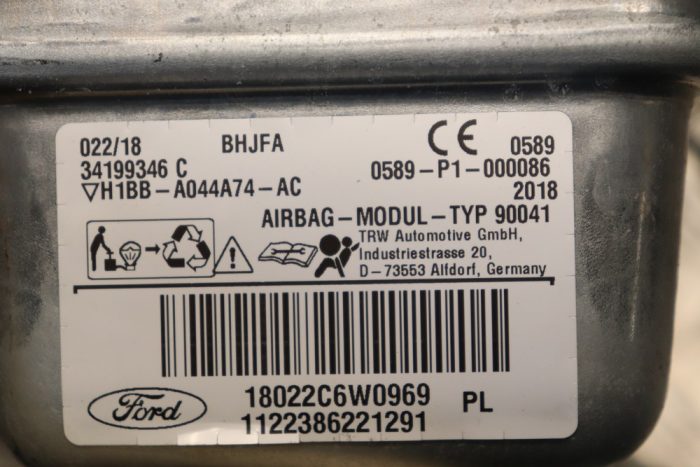 022/18 BHJFA CE 0589
34199346 C 0589-P1-000086
▽H1BB-A044A74-AC 2018
AIRBAG-MODUL-TYP 90041
TRW Automotive GmbH,
Industriestrasse 20,
D-73553 Alfdorf, Germany
18022C6W0969 PL
Ford 1122386221291